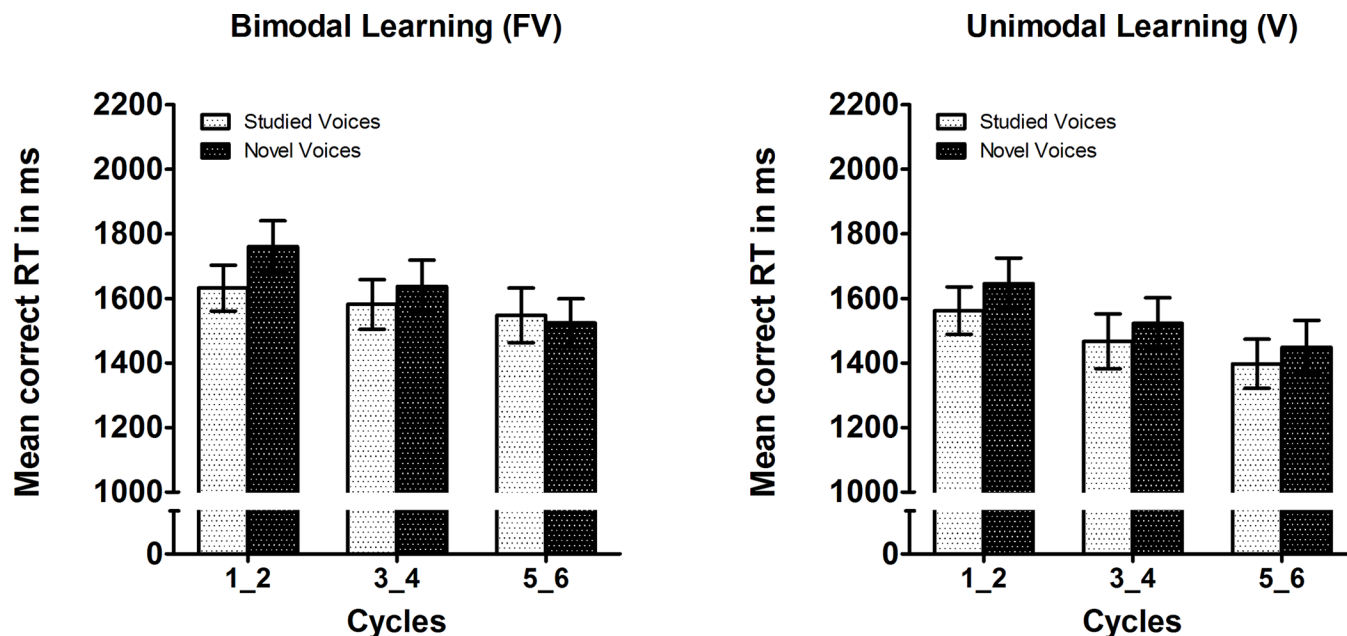 Bimodal Learning (FV)
Mean correct RT in ms
2200
2000
1800
1600
1400
1200
1000
0
Studied Voices
Novel Voices
1_2 3_4 5_6
Cycles
Unimodal Learning (V)
Mean correct RT in ms
2200
2000
1800
1600
1400
1200
1000
0
Studied Voices
Novel Voices
1_2 3_4 5_6
Cycles